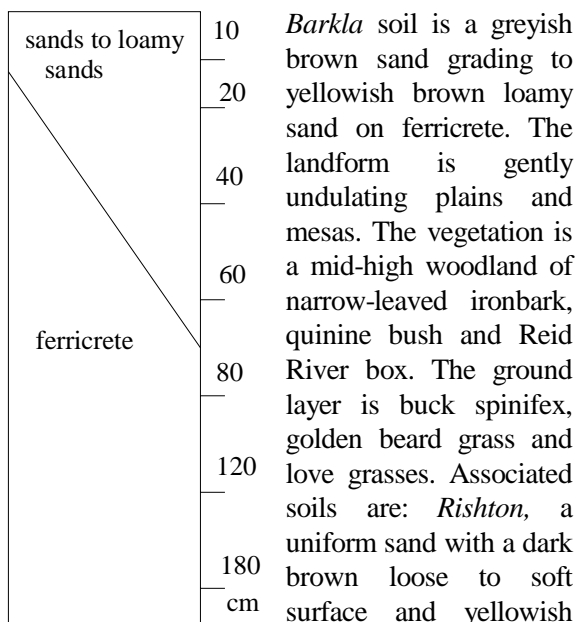 sands to loamy
sands
ferricrete
10
20
40
60
80
120
180
cm
Barkla soil is a greyish
brown sand grading to
yellowish brown loamy
sand on ferricrete. The
landform is gently
undulating plains and
mesas. The vegetation is
a mid-high woodland of
narrow-leaved ironbark,
quinine bush and Reid
River box. The ground
layer is buck spinifex,
golden beard grass and
love grasses. Associated
soils are: Rishton, a
uniform sand with a dark
brown loose to soft
surface and yellowish